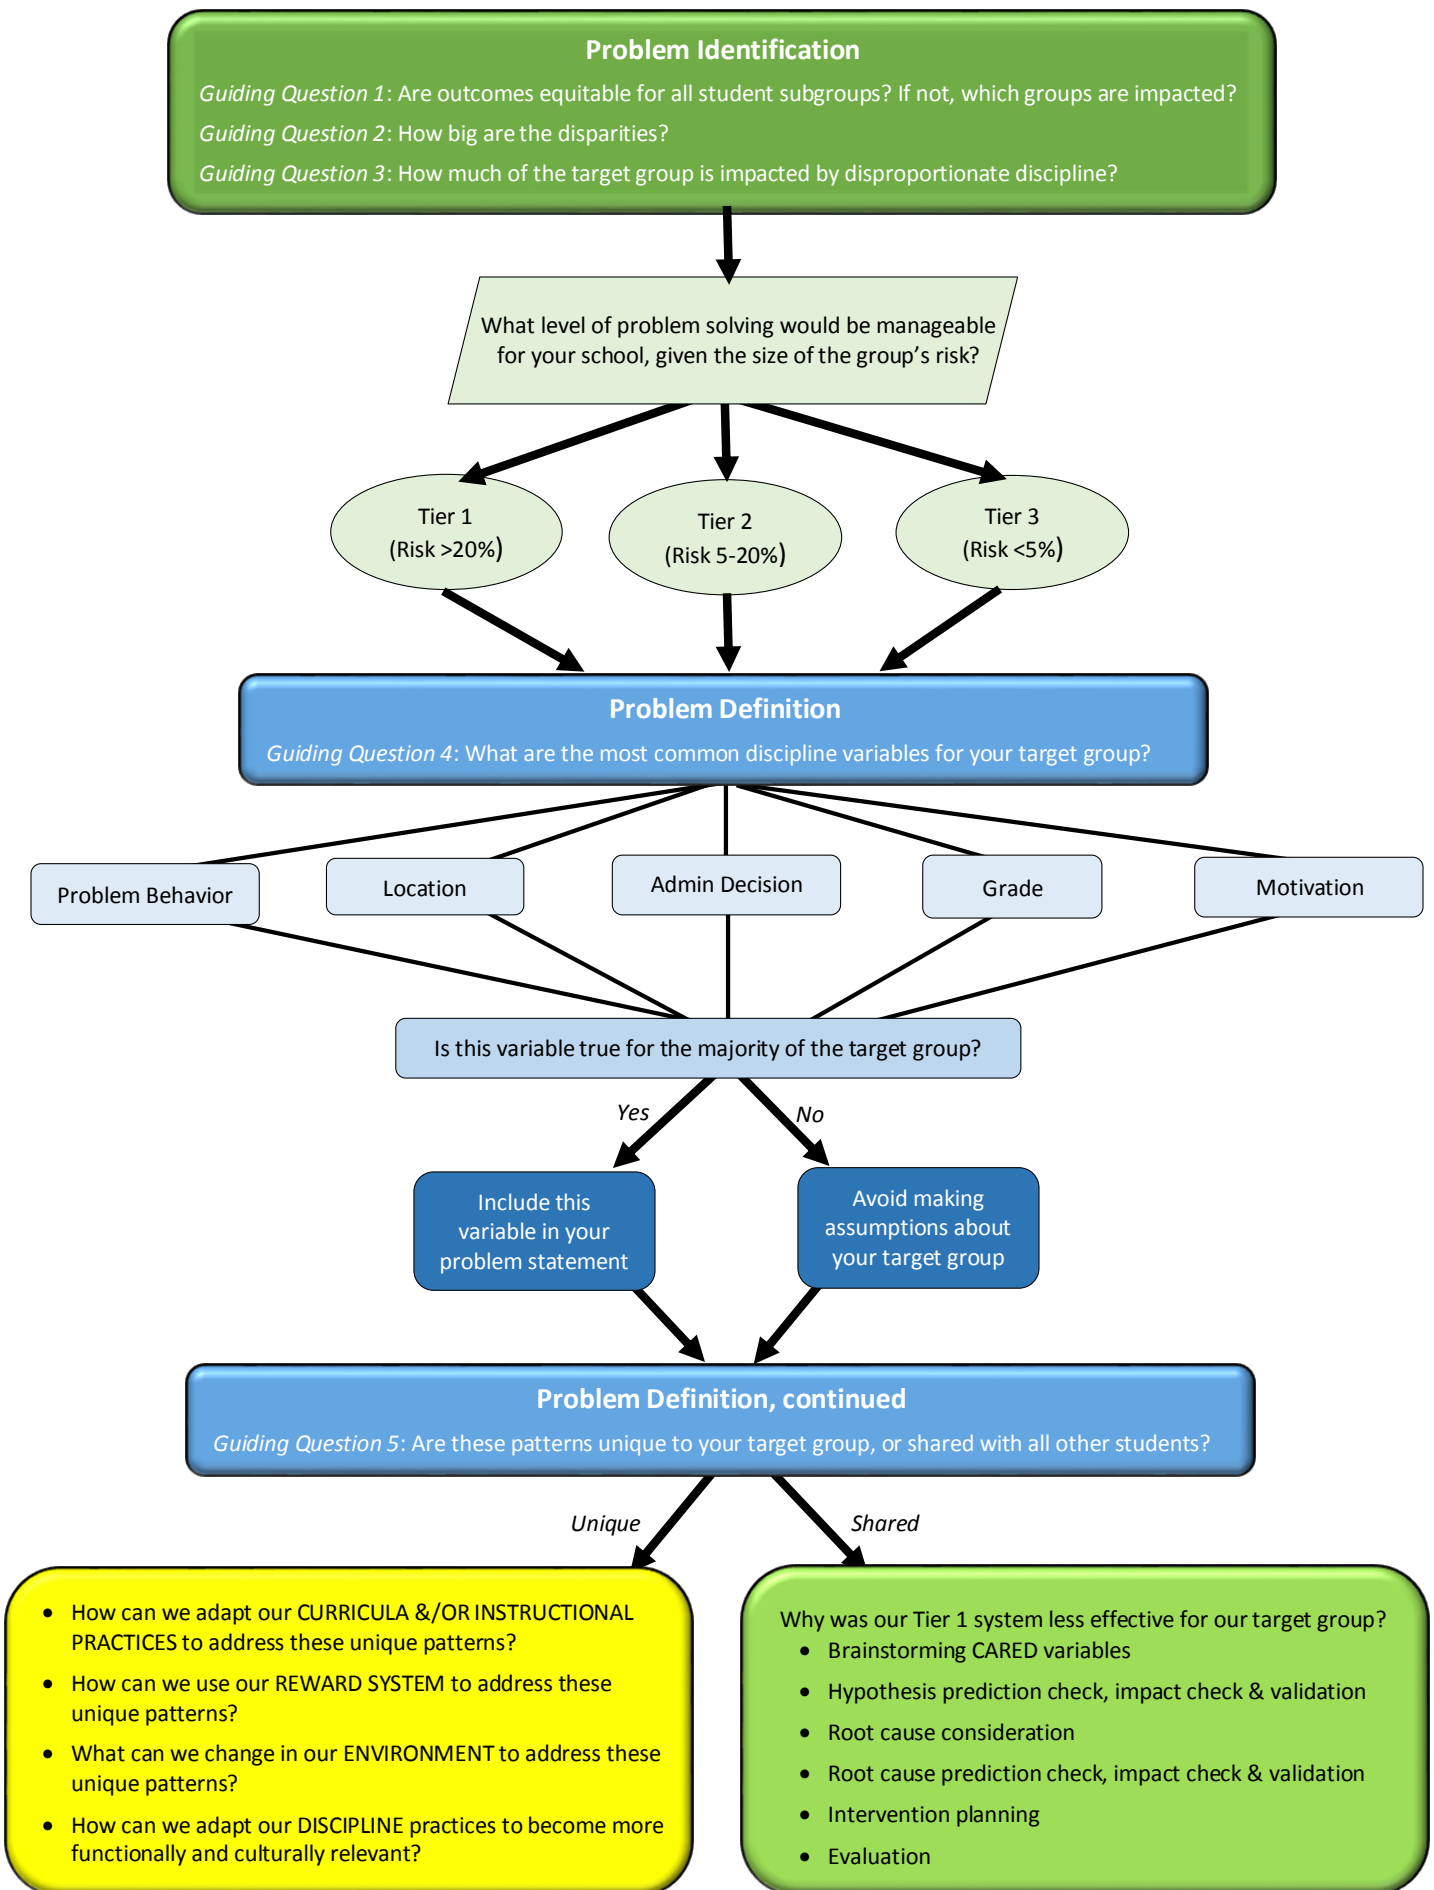 Problem Identification
Guiding Question 1: Are outcomes equitable for all student subgroups? If not, which groups are impacted?
Guiding Question 2: How big are the disparities?
Guiding Question 3: How much of the target group is impacted by disproportionate discipline?
What level of problem solving would be manageable
for your school, given the size of the group's risk?
Tier 1
(Risk >20%)
Tier 2
(Risk 5-20%)
Tier 3
(Risk <5%)
Problem Definition
Guiding Question 4: What are the most common discipline variables for your target group?
Problem Behavior
Location
Admin Decision
Grade
Motivation
Is this variable true for the majority of the target group?
Yes
No
Include this
variable in your
problem statement
Avoid making
assumptions about
your target group
Problem Definition, continued
Guiding Question 5: Are these patterns unique to your target group, or shared with all other students?
Unique
Shared
• How can we adapt our CURRICULA &/OR INSTRUCTIONAL
PRACTICES to address these unique patterns?
• How can we use our REWARD SYSTEM to address these
unique patterns?
• What can we change in our ENVIRONMENT to address these
unique patterns?
• How can we adapt our DISCIPLINE practices to become more
functionally and culturally relevant?
Why was our Tier 1 system less effective for our target group?
• Brainstorming CARED variables
• Hypothesis prediction check, impact check & validation
• Root cause consideration
• Root cause prediction check, impact check & validation
• Intervention planning
• Evaluation